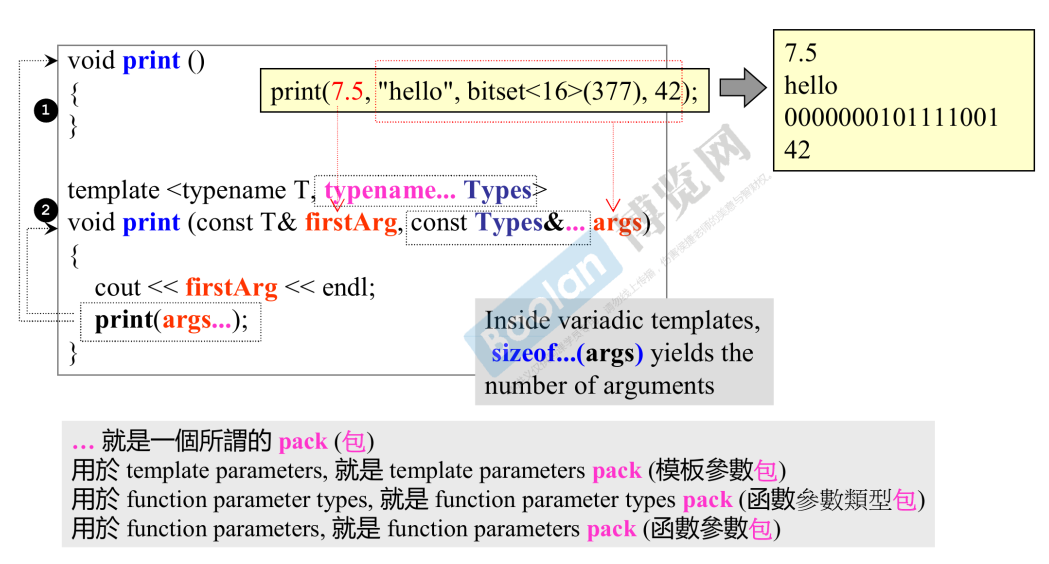 void print ()
{
}
print(7.5, "hello", bitset<16>(377), 42);
7.5
hello
0000000101111001
42
❶
❷
template <typename T, typename... Types>
void print (const T& firstArg, const Types&... args)
{
cout << firstArg << endl;
print(args...);
}
Inside variadic templates,
sizeof...(args) yields the
number of arguments
Boolan
博览网
… 就是一個所謂的 pack (包)
用於 template parameters, 就是 template parameters pack (模板參數包)
用於 function parameter types, 就是 function parameter types pack (函數參數類型包)
用於 function parameters, 就是 function parameters pack (函數參數包)